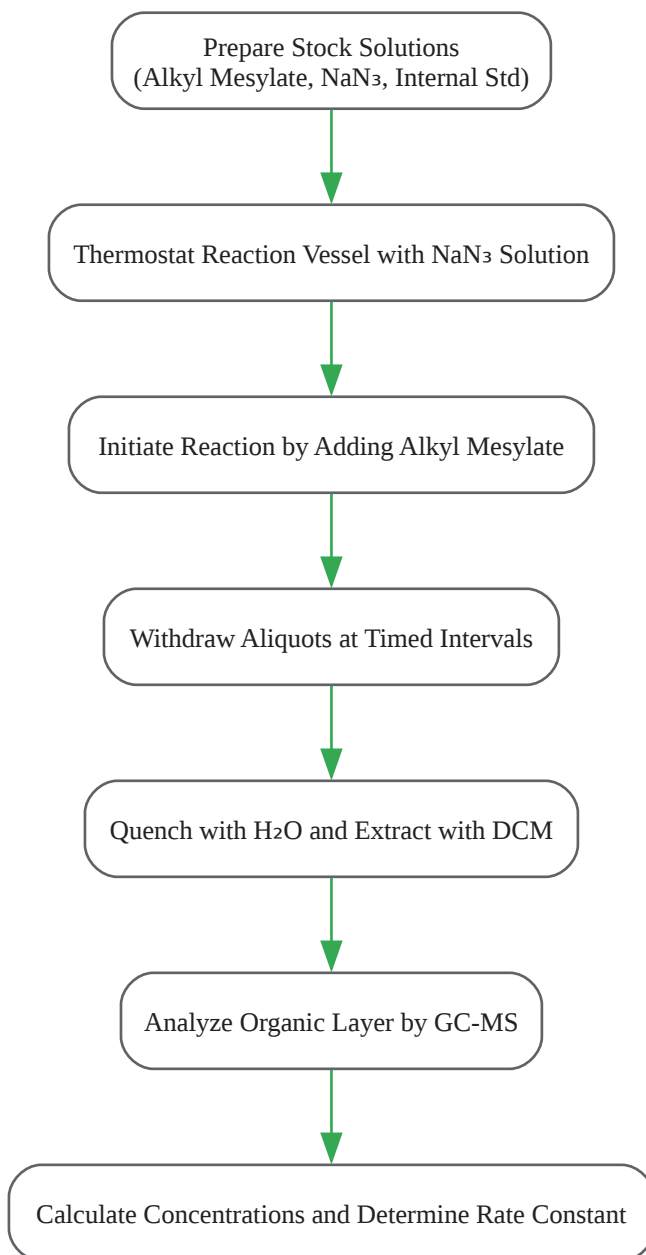 Prepare Stock Solutions
(Alkyl Mesylate, NaN₃, Internal Std)
Thermostat Reaction Vessel with NaN₃ Solution
Initiate Reaction by Adding Alkyl Mesylate
Withdraw Aliquots at Timed Intervals
Quench with H₂O and Extract with DCM
Analyze Organic Layer by GC-MS
Calculate Concentrations and Determine Rate Constant